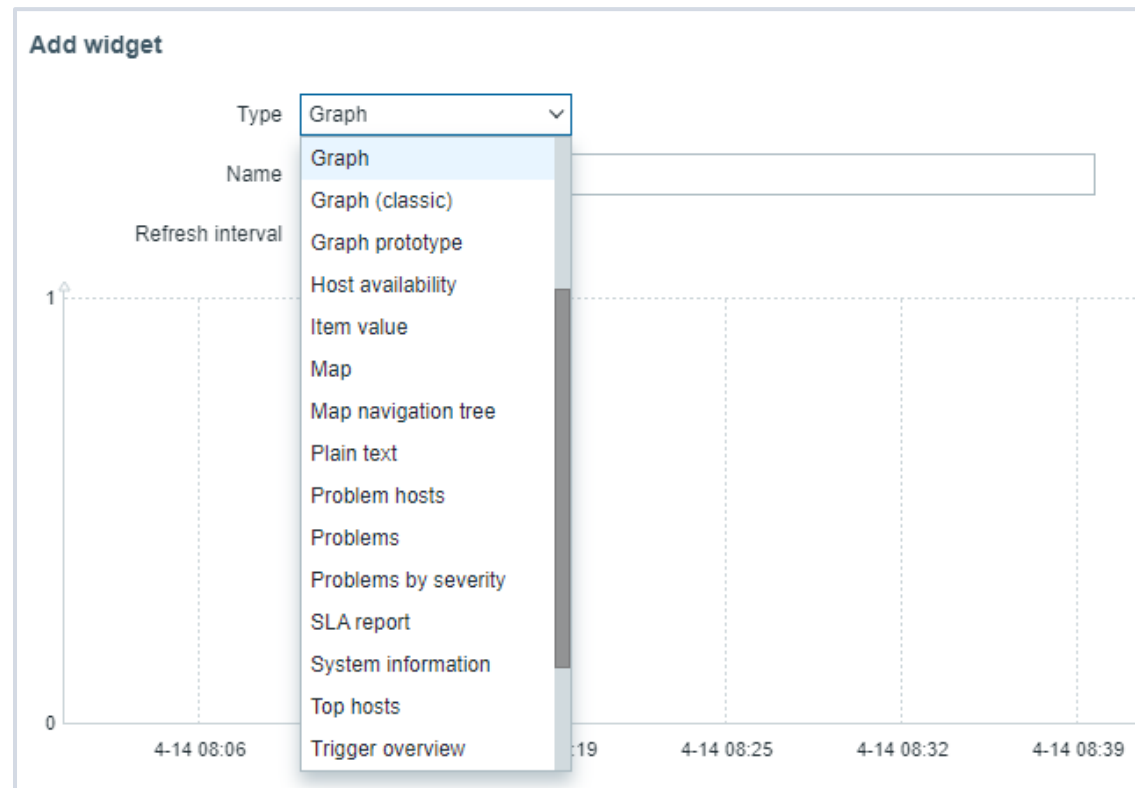 Add widget
Type Graph
Graph
Name
Graph (classic)
Refresh interval
Graph prototype
Host availability
1
Item value
Map
Map navigation tree
Plain text
Problem hosts
Problems
Problems by severity
SLA report
System information
Top hosts
0
Trigger overview
4-14 08:06 :19 4-14 08:25 4-14 08:32 4-14 08:39